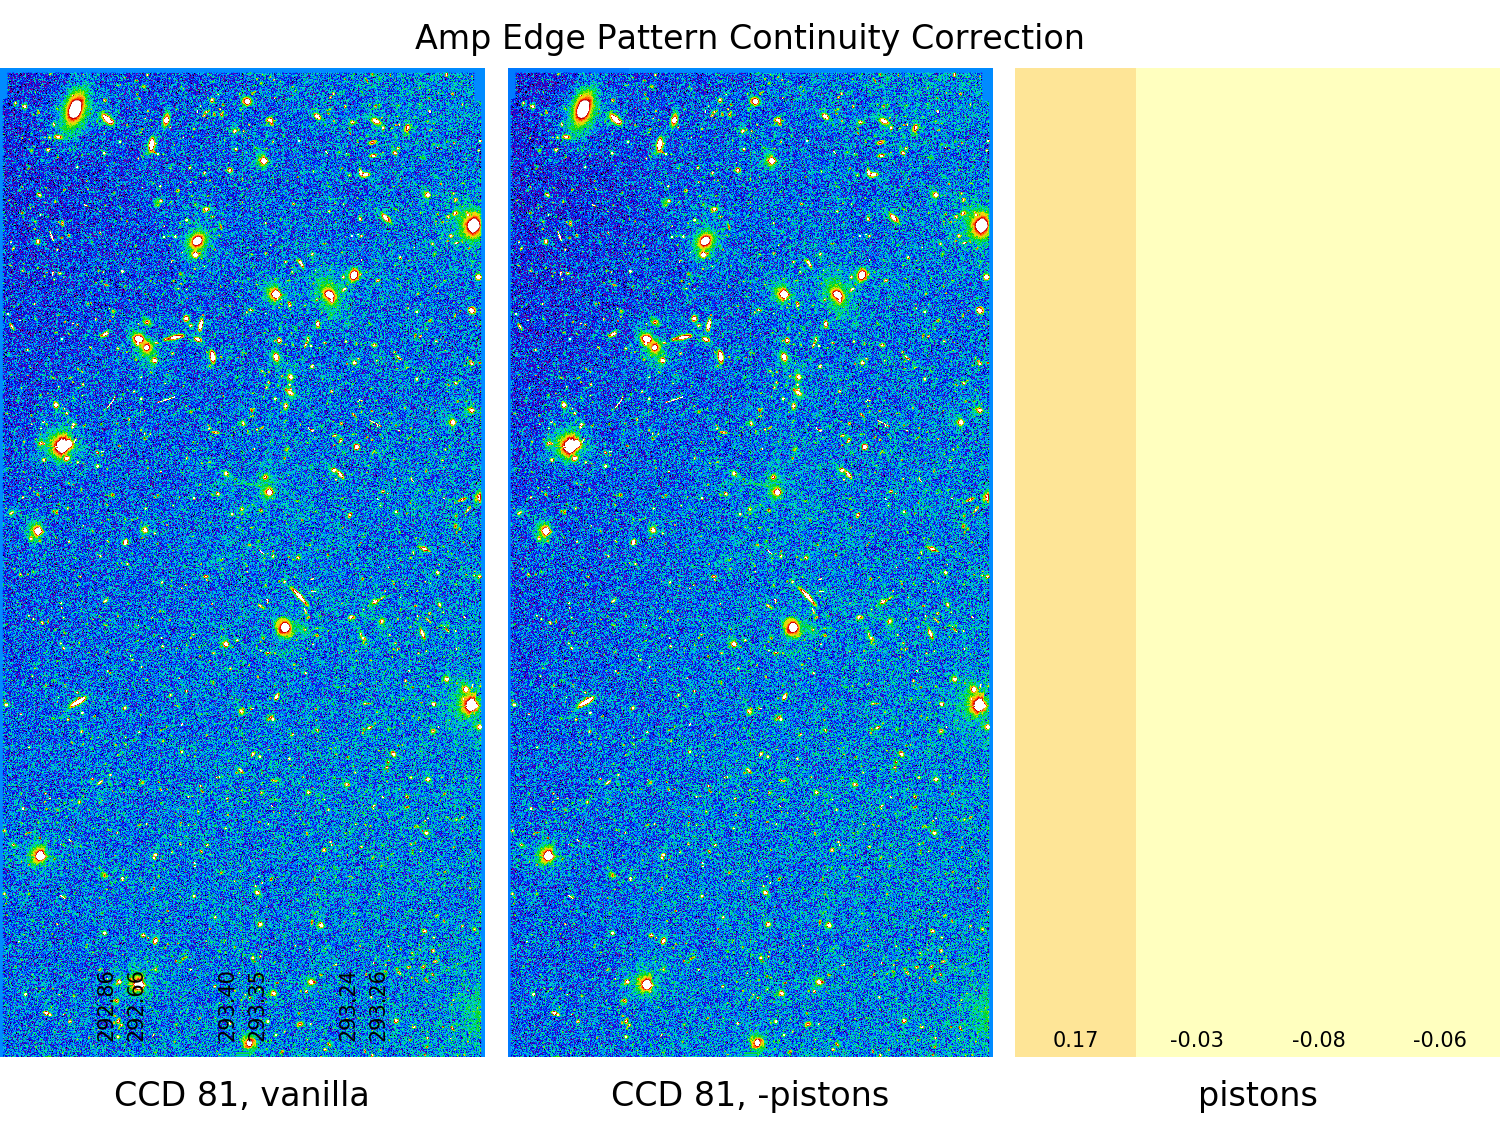 Amp Edge Pattern Continuity Correction
292.86
292.66
293.40
293.35
293.24
293.26
0.17 -0.03 -0.08 -0.06
CCD 81, vanilla
CCD 81, -pistons
pistons